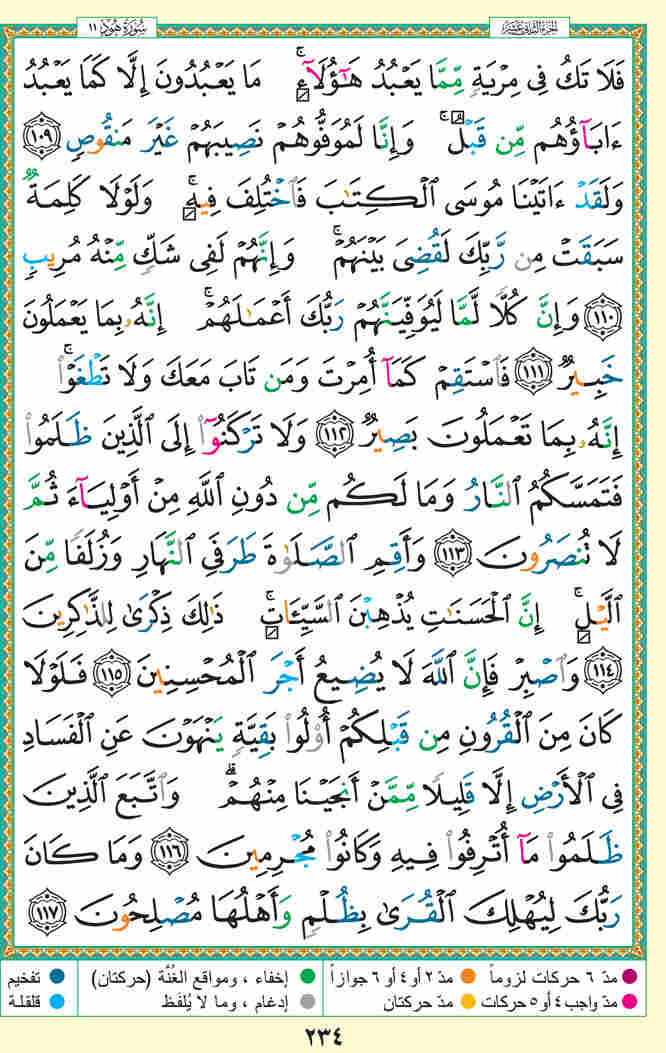 سُورَةُ هُودٍ ١١
الجزء الثاني عشر
فَلَا تَكُ فِى مِرْيَةٍ مِّمَّا يَعْبُدُ هَٰٓؤُلَآءِ ۚ مَا يَعْبُدُونَ إِلَّا كَمَا يَعْبُدُ
ءَابَآؤُهُم مِّن قَبْلُ ۚ وَإِنَّا لَمُوَفُّوهُمْ نَصِيبَهُمْ غَيْرَ مَنقُوصٍ ١٠٩
وَلَقَدْ ءَاتَيْنَا مُوسَى ٱلْكِتَٰبَ فَٱخْتُلِفَ فِيهِ ۚ وَلَوْلَا كَلِمَةٌ
سَبَقَتْ مِن رَّبِّكَ لَقُضِىَ بَيْنَهُمْ ۚ وَإِنَّهُمْ لَفِى شَكٍّ مِّنْهُ مُرِيبٍ
١١٠ وَإِنَّ كُلًّا لَّمَّا لَيُوَفِّيَنَّهُمْ رَبُّكَ أَعْمَٰلَهُمْ ۚ إِنَّهُۥ بِمَا يَعْمَلُونَ
خَبِيرٌ ١١١ فَٱسْتَقِمْ كَمَآ أُمِرْتَ وَمَن تَابَ مَعَكَ وَلَا تَطْغَوْا۟ ۚ
إِنَّهُۥ بِمَا تَعْمَلُونَ بَصِيرٌ ١١٢ وَلَا تَرْكَنُوٓا۟ إِلَى ٱلَّذِينَ ظَلَمُوا۟
فَتَمَسَّكُمُ ٱلنَّارُ وَمَا لَكُم مِّن دُونِ ٱللَّهِ مِنْ أَوْلِيَآءَ ثُمَّ
لَا تُنصَرُونَ ١١٣ وَأَقِمِ ٱلصَّلَوٰةَ طَرَفَىِ ٱلنَّهَارِ وَزُلَفًا مِّنَ
ٱلَّيْلِ ۚ إِنَّ ٱلْحَسَنَٰتِ يُذْهِبْنَ ٱلسَّيِّـَٔاتِ ۚ ذَٰلِكَ ذِكْرَىٰ لِلذَّٰكِرِينَ
١١٤ وَٱصْبِرْ فَإِنَّ ٱللَّهَ لَا يُضِيعُ أَجْرَ ٱلْمُحْسِنِينَ ١١٥ فَلَوْلَا
كَانَ مِنَ ٱلْقُرُونِ مِن قَبْلِكُمْ أُو۟لُوا۟ بَقِيَّةٍ يَنْهَوْنَ عَنِ ٱلْفَسَادِ
فِى ٱلْأَرْضِ إِلَّا قَلِيلًا مِّمَّنْ أَنجَيْنَا مِنْهُمْ ۗ وَٱتَّبَعَ ٱلَّذِينَ
ظَلَمُوا۟ مَآ أُتْرِفُوا۟ فِيهِ وَكَانُوا۟ مُجْرِمِينَ ١١٦ وَمَا كَانَ
رَبُّكَ لِيُهْلِكَ ٱلْقُرَىٰ بِظُلْمٍ وَأَهْلُهَا مُصْلِحُونَ ١١٧
مدّ ٦ حركات لزوماً مدّ ٢ أو ٤ أو ٦ جوازاً إخفاء ، ومواقع الغُنَّة (حركتان) تفخيم
مدّ واجب ٤ أو ٥ حركات مدّ حركتان إدغام ، وما لا يُلفَظ قلقلة
٢٣٤